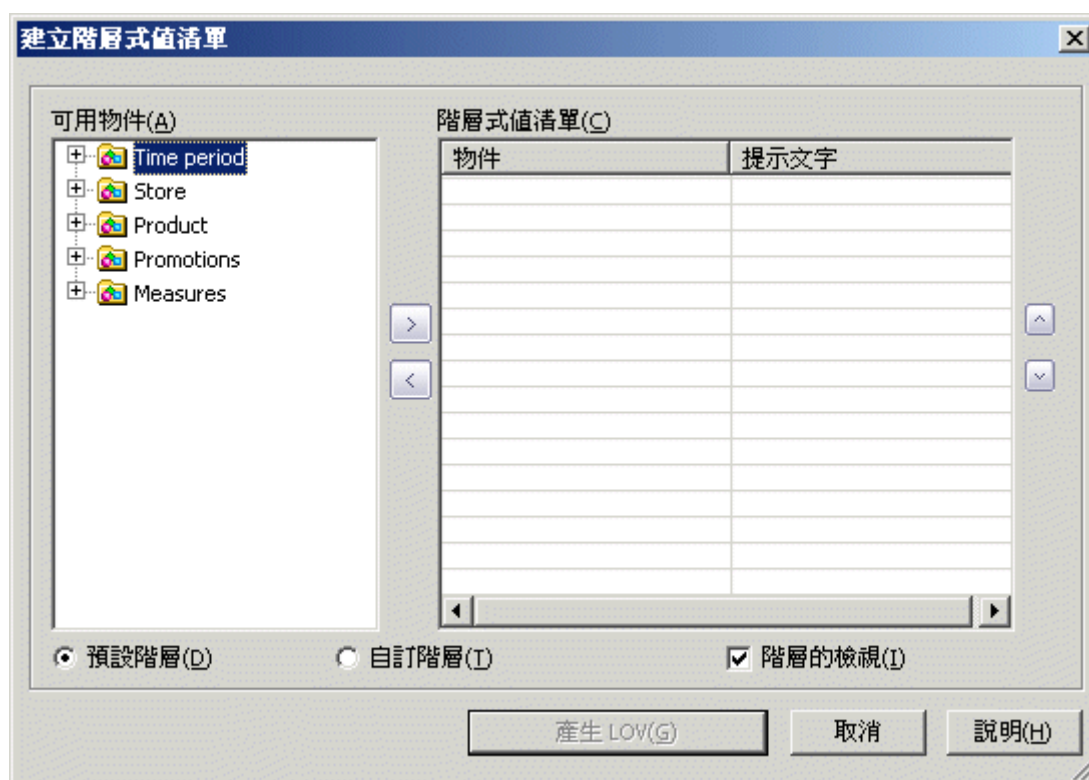 建立階層式值清單
可用物件(A)
階層式值清單(C)
Time period
Store
Product
Promotions
Measures
物件
提示文字
預設階層(D)
自訂階層(T)
階層的檢視(I)
產生 LOV(G)
取消
說明(H)